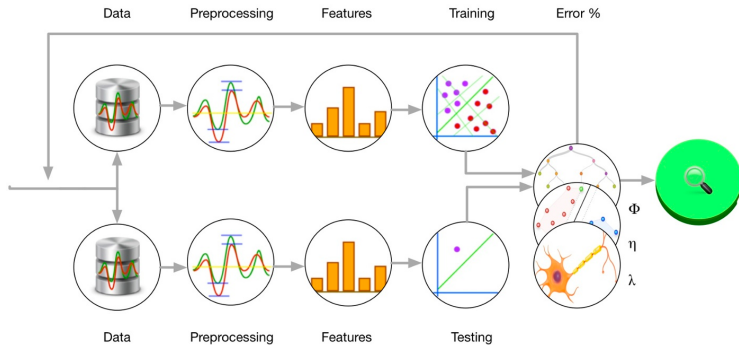 Data Preprocessing Features Training Error %
Φ
η
λ
Data Preprocessing Features Testing